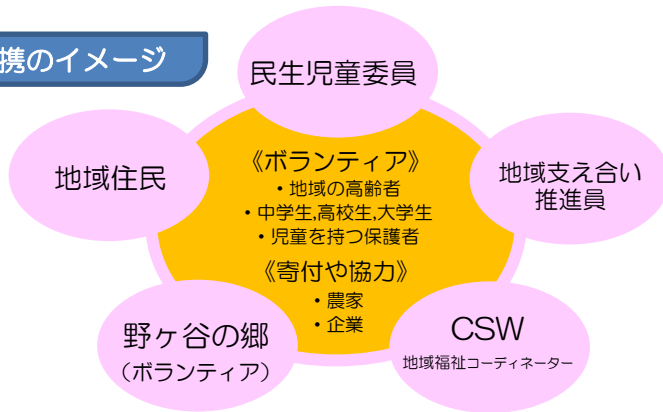 携のイメージ
民生児童委員
地域住民
《ボランティア》
・地域の高齢者
・中学生,高校生,大学生
・児童を持つ保護者
《寄付や協力》
・農家
・企業
地域支え合い
推進員
野ヶ谷の郷
（ボランティア）
CSW
地域福祉コーディネーター